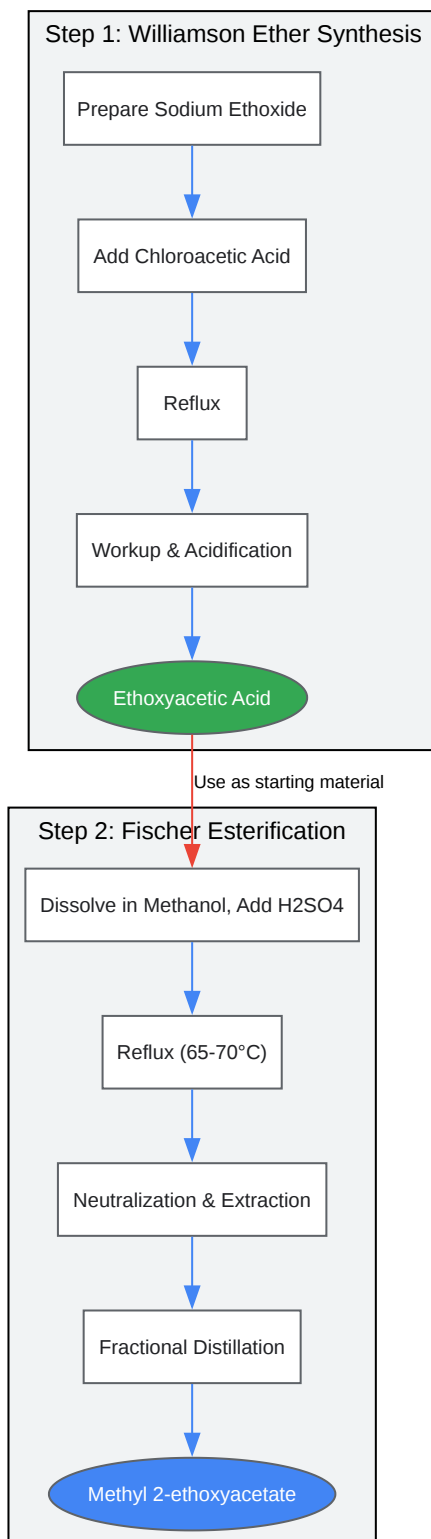 Step 1: Williamson Ether Synthesis
Prepare Sodium Ethoxide
Add Chloroacetic Acid
Reflux
Workup & Acidification
Ethoxyacetic Acid
Use as starting material
Step 2: Fischer Esterification
Dissolve in Methanol, Add H2SO4
Reflux (65-70°C)
Neutralization & Extraction
Fractional Distillation
Methyl 2-ethoxyacetate